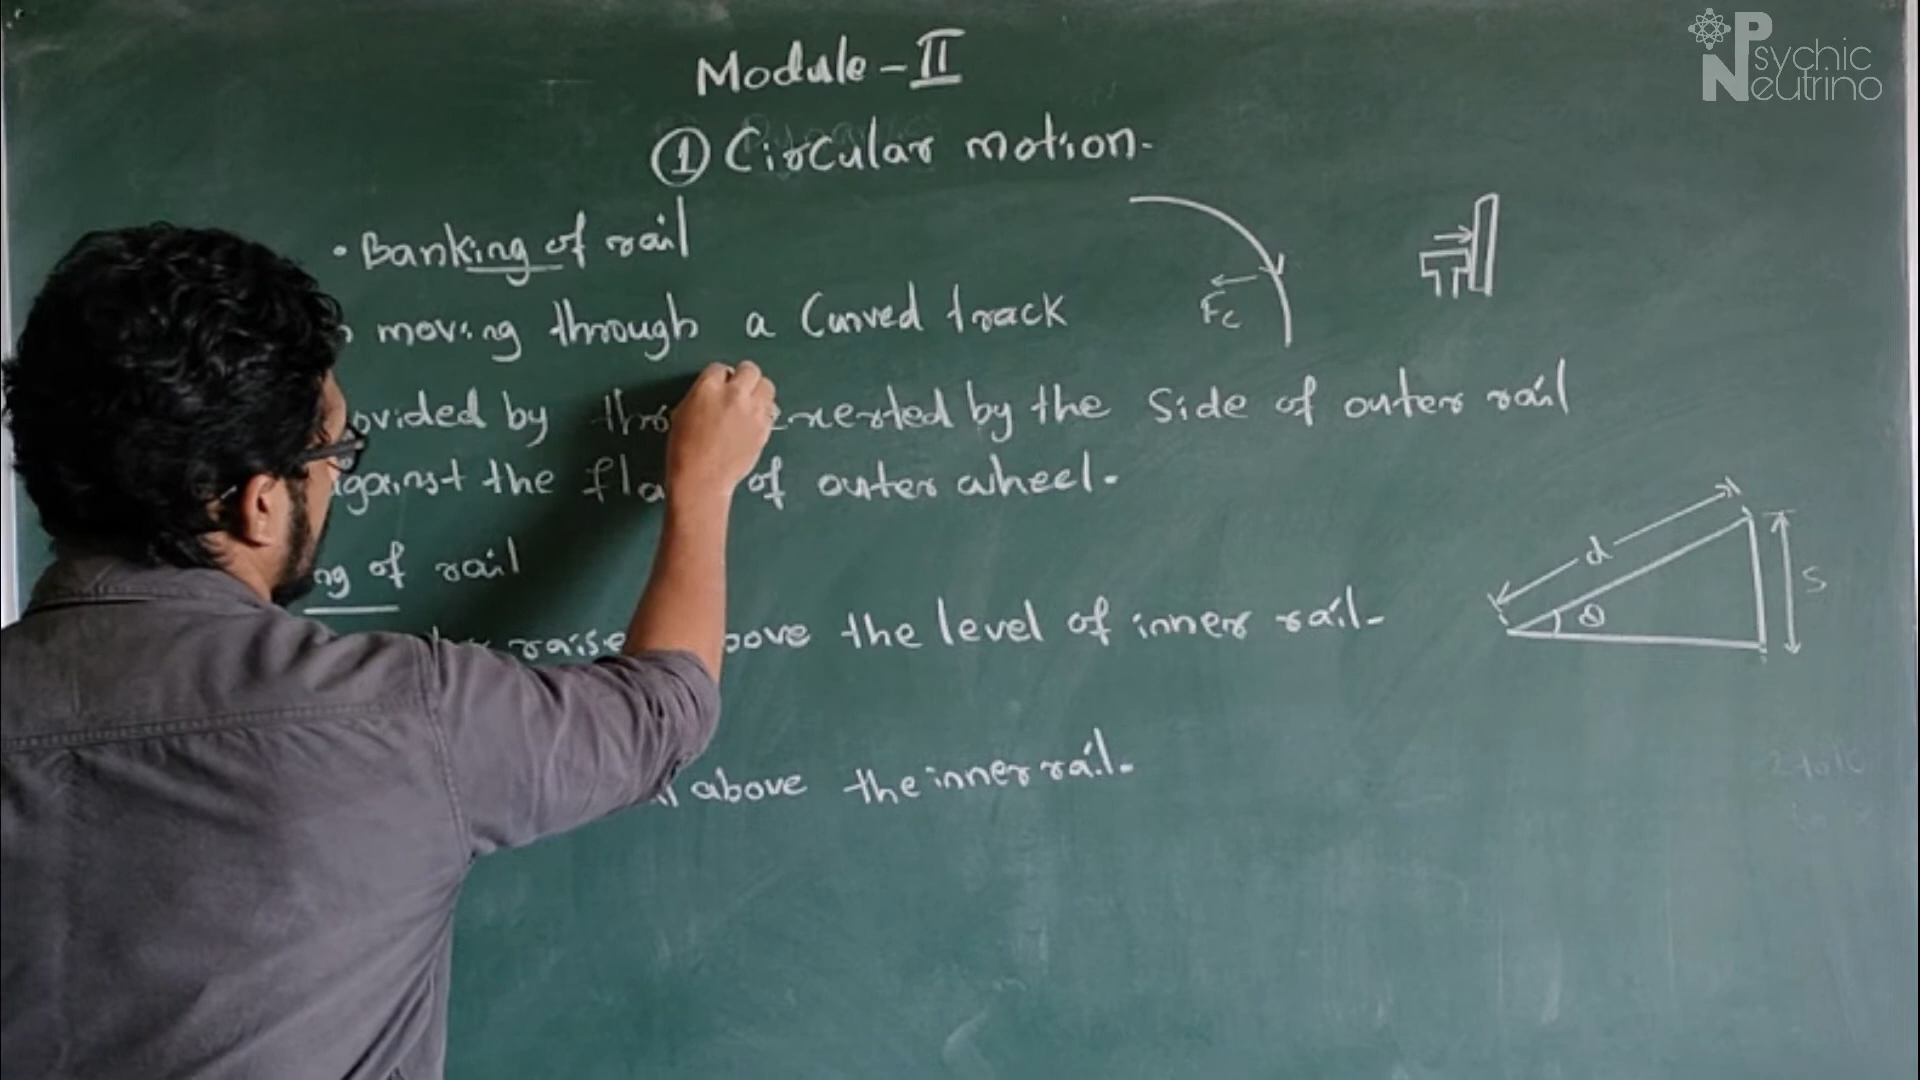 Psychic
Neutrino
Module - II
① Circular motion.
• Banking of rail
moving through a Curved track
Fc
by exerted by the side of outer rail
against the of outer wheel.
of rail
the level of inner rail.
d
θ
S
above the inner rail.